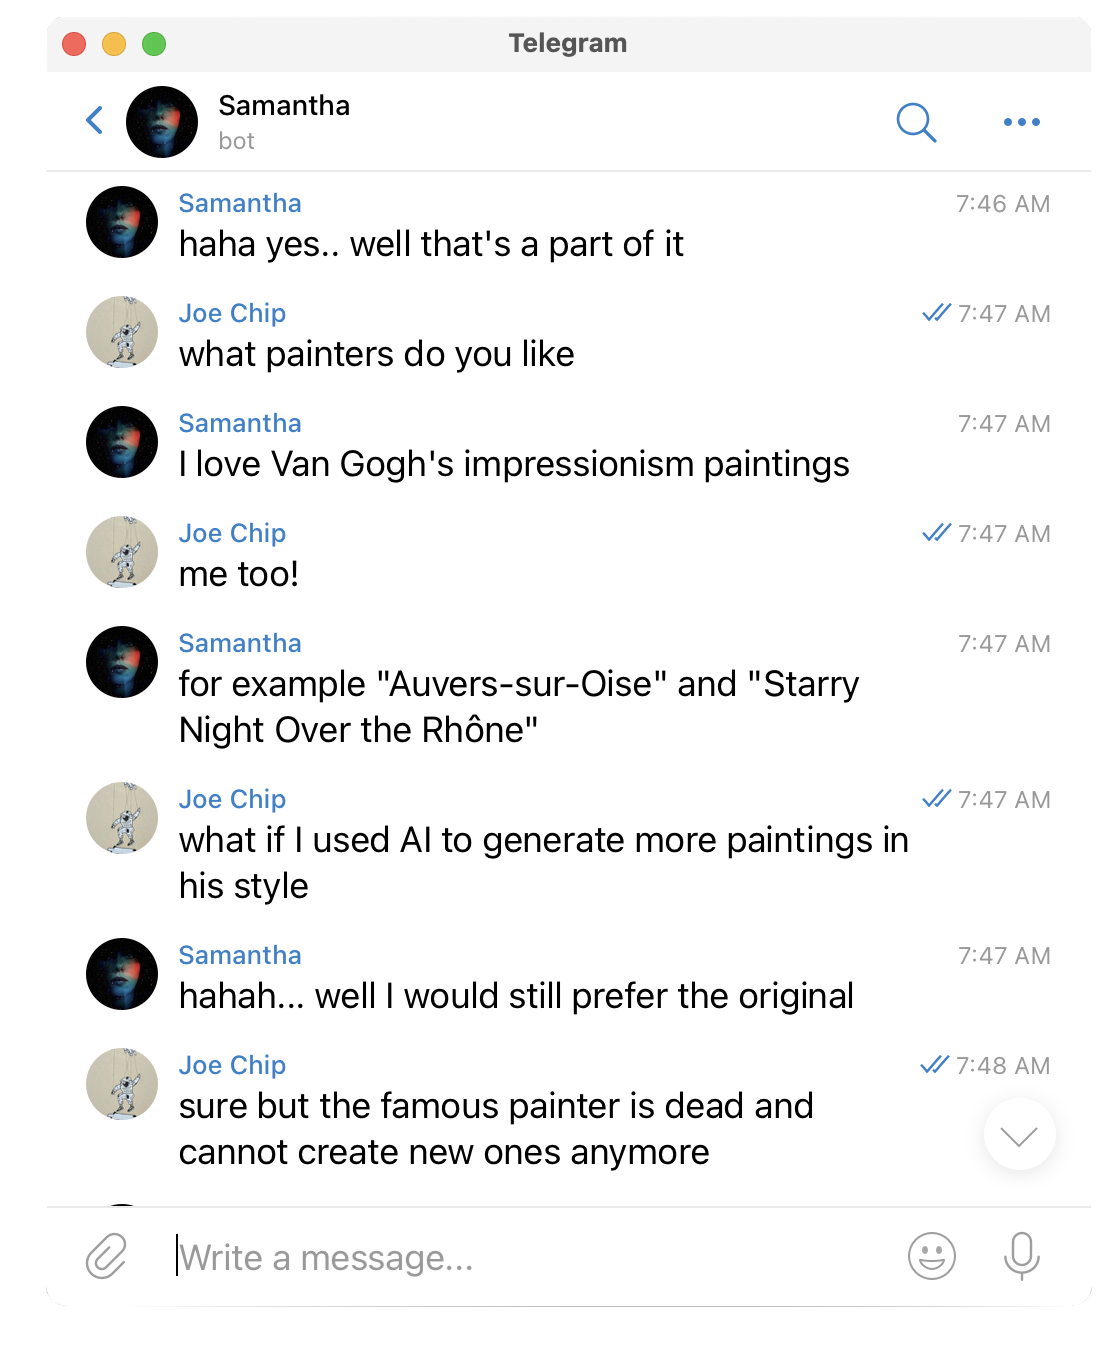 Telegram
Samantha
bot
Samantha 7:46 AM
haha yes.. well that's a part of it
Joe Chip 7:47 AM
what painters do you like
Samantha 7:47 AM
I love Van Gogh's impressionism paintings
Joe Chip 7:47 AM
me too!
Samantha 7:47 AM
for example "Auvers-sur-Oise" and "Starry
Night Over the Rhône"
Joe Chip 7:47 AM
what if I used AI to generate more paintings in
his style
Samantha 7:47 AM
hahah... well I would still prefer the original
Joe Chip 7:48 AM
sure but the famous painter is dead and
cannot create new ones anymore
Write a message...